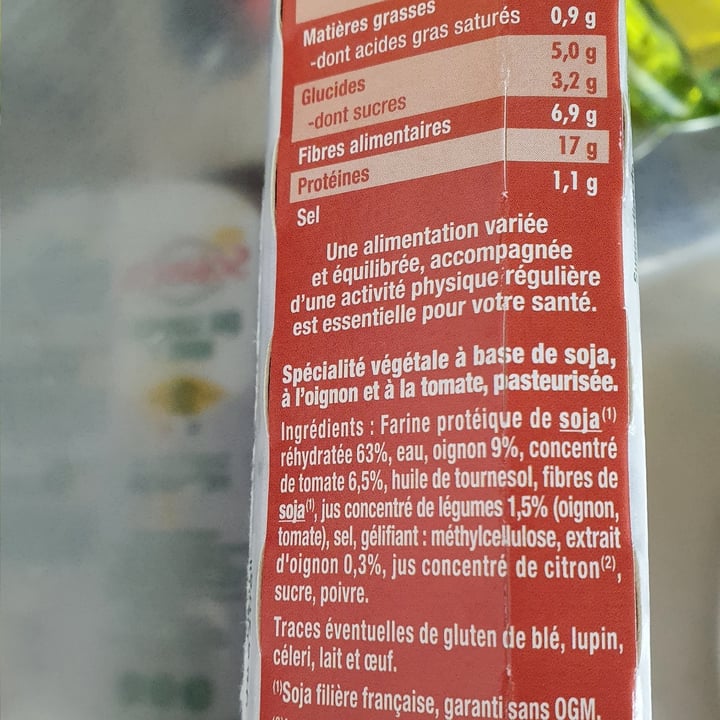 Matières grasses
-dont acides gras saturés 0,9 g
Glucides 5,0 g
-dont sucres 3,2 g
Fibres alimentaires 6,9 g
Protéines 17 g
Sel 1,1 g
Une alimentation variée
et équilibrée, accompagnée
d'une activité physique régulière
est essentielle pour votre santé.
Spécialité végétale à base de soja,
à l'oignon et à la tomate, pasteurisée.
Ingrédients : Farine protéique de soja(1)
réhydratée 63%, eau, oignon 9%, concentré
de tomate 6,5%, huile de tournesol, fibres de
soja(1), jus concentré de légumes 1,5% (oignon,
tomate), sel, gélifiant : méthylcellulose, extrait
d'oignon 0,3%, jus concentré de citron(2),
sucre, poivre.
Traces éventuelles de gluten de blé, lupin,
céleri, lait et œuf.
(1)Soja filière française, garanti sans OGM.